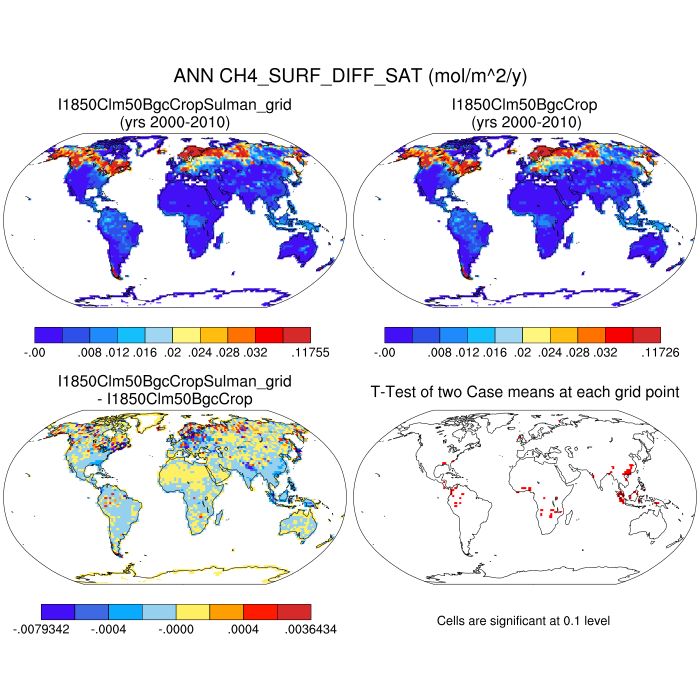 ANN CH4_SURF_DIFF_SAT (mol/m^2/y)
I1850Clm50BgcCropSulman_grid
(yrs 2000-2010)
I1850Clm50BgcCrop
(yrs 2000-2010)
-.00 .008 .012 .016 .02 .024 .028 .032 .11755
-.00 .008 .012 .016 .02 .024 .028 .032 .11726
I1850Clm50BgcCropSulman_grid
- I1850Clm50BgcCrop
T-Test of two Case means at each grid point
-.0079342 -.0004 -.0000 .0004 .0036434
Cells are significant at 0.1 level